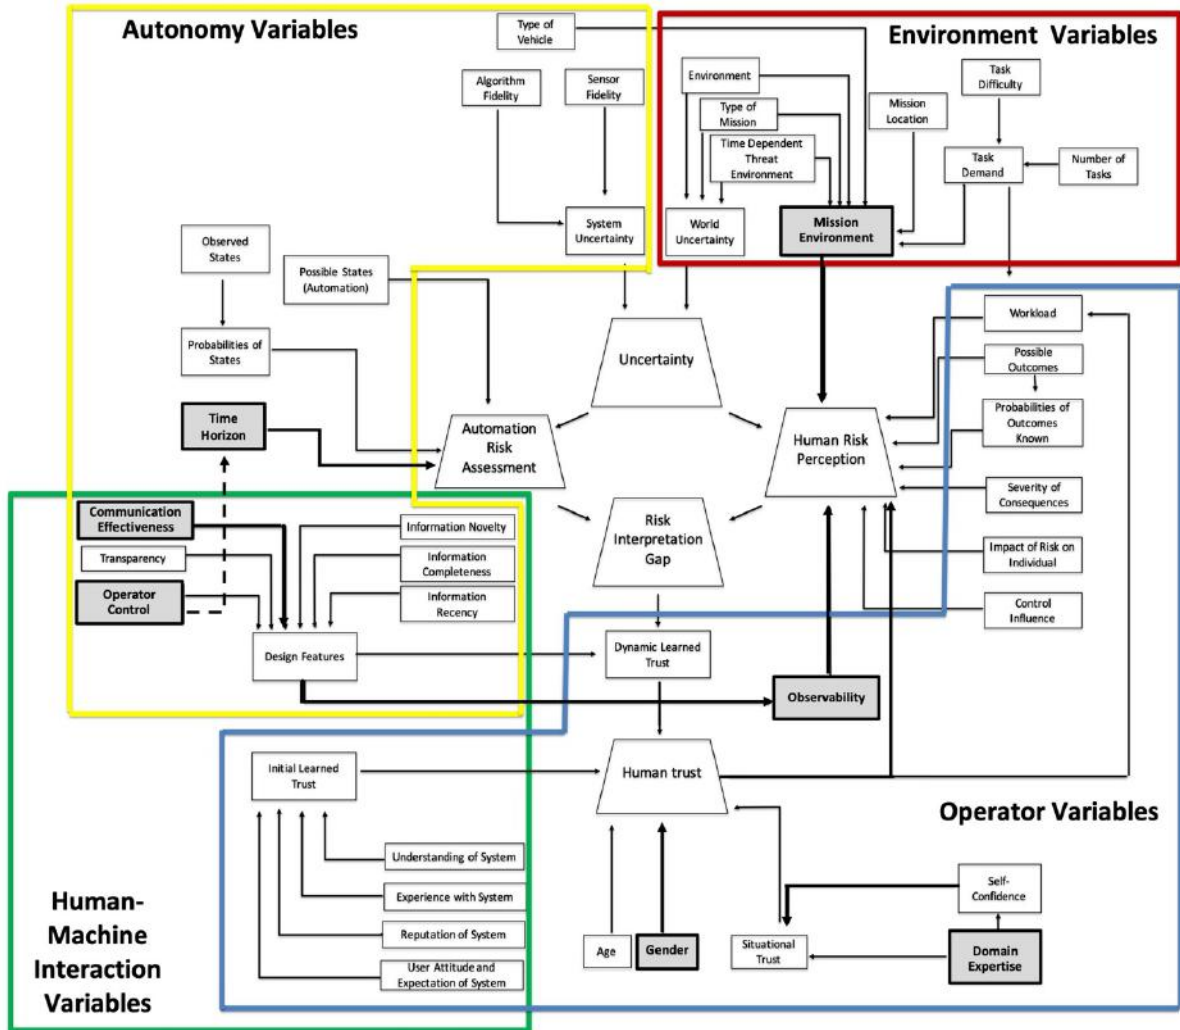 Autonomy Variables
Type of
Vehicle
Environment  Variables
Algorithm
Fidelity
Sensor
Fidelity
Environment
Task
Difficulty
Type of
Mission
Mission
Location
Time Dependent
Threat
Environment
Task
Demand
Number of
Tasks
System
Uncertainty
World
Uncertainty
Mission
Environment
Observed
States
Possible States
(Automation)
Probabilities of
States
Uncertainty
Workload
Possible
Outcomes
Time
Horizon
Automation
Risk
Assessment
Human Risk
Perception
Probabilities of
Outcomes
Known
Severity of
Consequences
Communication
Effectiveness
Information Novelty
Risk
Interpretation
Gap
Transparency
Information
Completeness
Impact of Risk on
Individual
Operator
Control
Information
Recency
Control
Influence
Design Features
Dynamic Learned
Trust
Observability
Initial Learned
Trust
Human trust
Operator Variables
Understanding of System
Experience with System
Reputation of System
User Attitude and
Expectation of System
Human-
Machine
Interaction
Variables
Age
Gender
Situational
Trust
Self-
Confidence
Domain
Expertise